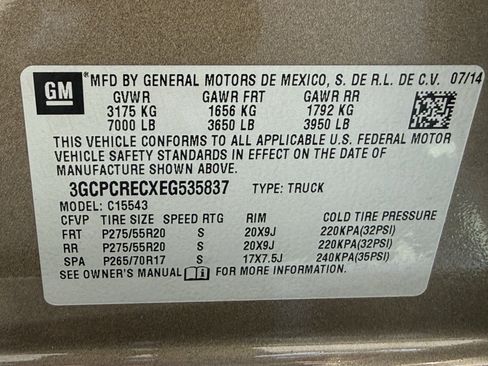 GM
*MFD BY GENERAL MOTORS DE MEXICO, S. DE R.L. DE C.V. 07/14
GVWR GAWR FRT GAWR RR
3175 KG 1656 KG 1792 KG
7000 LB 3650 LB 3950 LB
THIS VEHICLE CONFORMS TO ALL APPLICABLE U.S. FEDERAL MOTOR
VEHICLE SAFETY STANDARDS IN EFFECT ON THE DATE OF
MANUFACTURE SHOWN ABOVE.
3GCPCRECXEG535837 TYPE: TRUCK
MODEL: C15543
CFVP TIRE SIZE SPEED RTG RIM COLD TIRE PRESSURE
FRT P275/55R20 S 20X9J 220KPA(32PSI)
RR P275/55R20 S 20X9J 220KPA(32PSI)
SPA P265/70R17 S 17X7.5J 240KPA(35PSI)
SEE OWNER'S MANUAL FOR MORE INFORMATION.